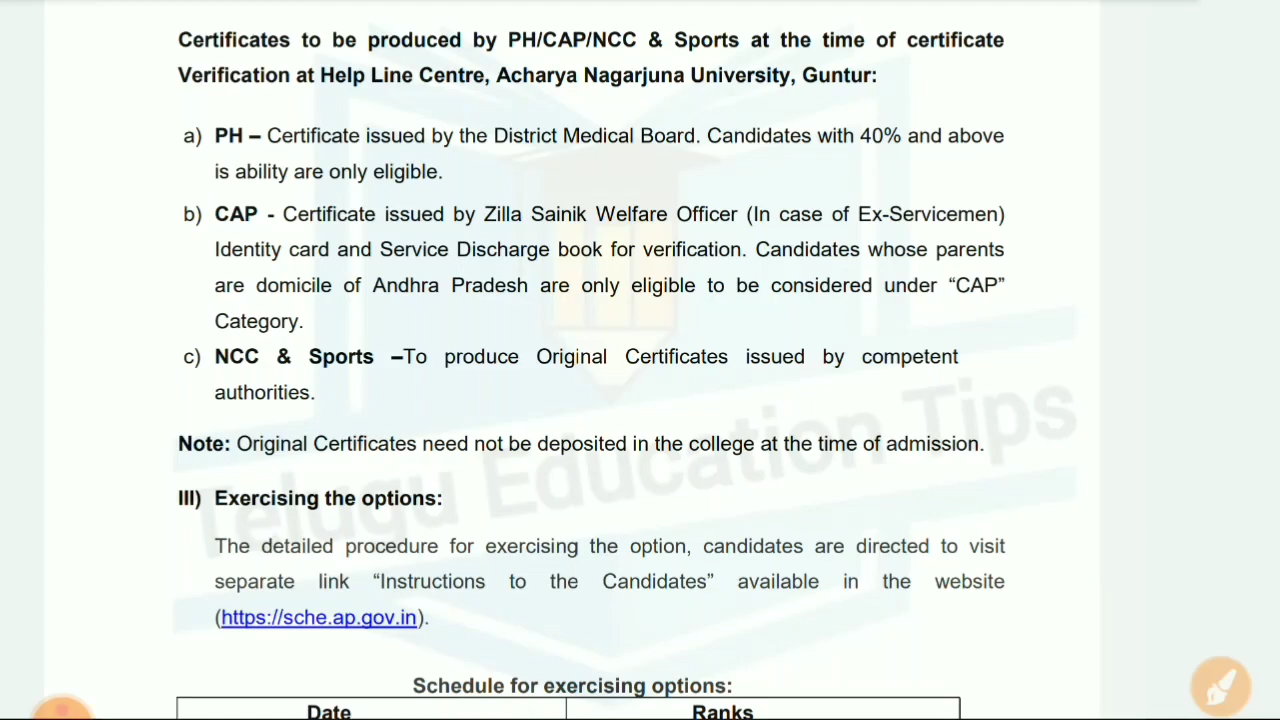 Certificates to be produced by PH/CAP/NCC & Sports at the time of certificate
Verification at Help Line Centre, Acharya Nagarjuna University, Guntur:
a) PH – Certificate issued by the District Medical Board. Candidates with 40% and above
is ability are only eligible.
b) CAP - Certificate issued by Zilla Sainik Welfare Officer (In case of Ex-Servicemen)
Identity card and Service Discharge book for verification. Candidates whose parents
are domicile of Andhra Pradesh are only eligible to be considered under “CAP”
Category.
c) NCC & Sports –To produce Original Certificates issued by competent
authorities.
Note: Original Certificates need not be deposited in the college at the time of admission.
III) Exercising the options:
The detailed procedure for exercising the option, candidates are directed to visit
separate link “Instructions to the Candidates” available in the website
(https://sche.ap.gov.in).
Schedule for exercising options:
Date Ranks
Telugu Education Tips